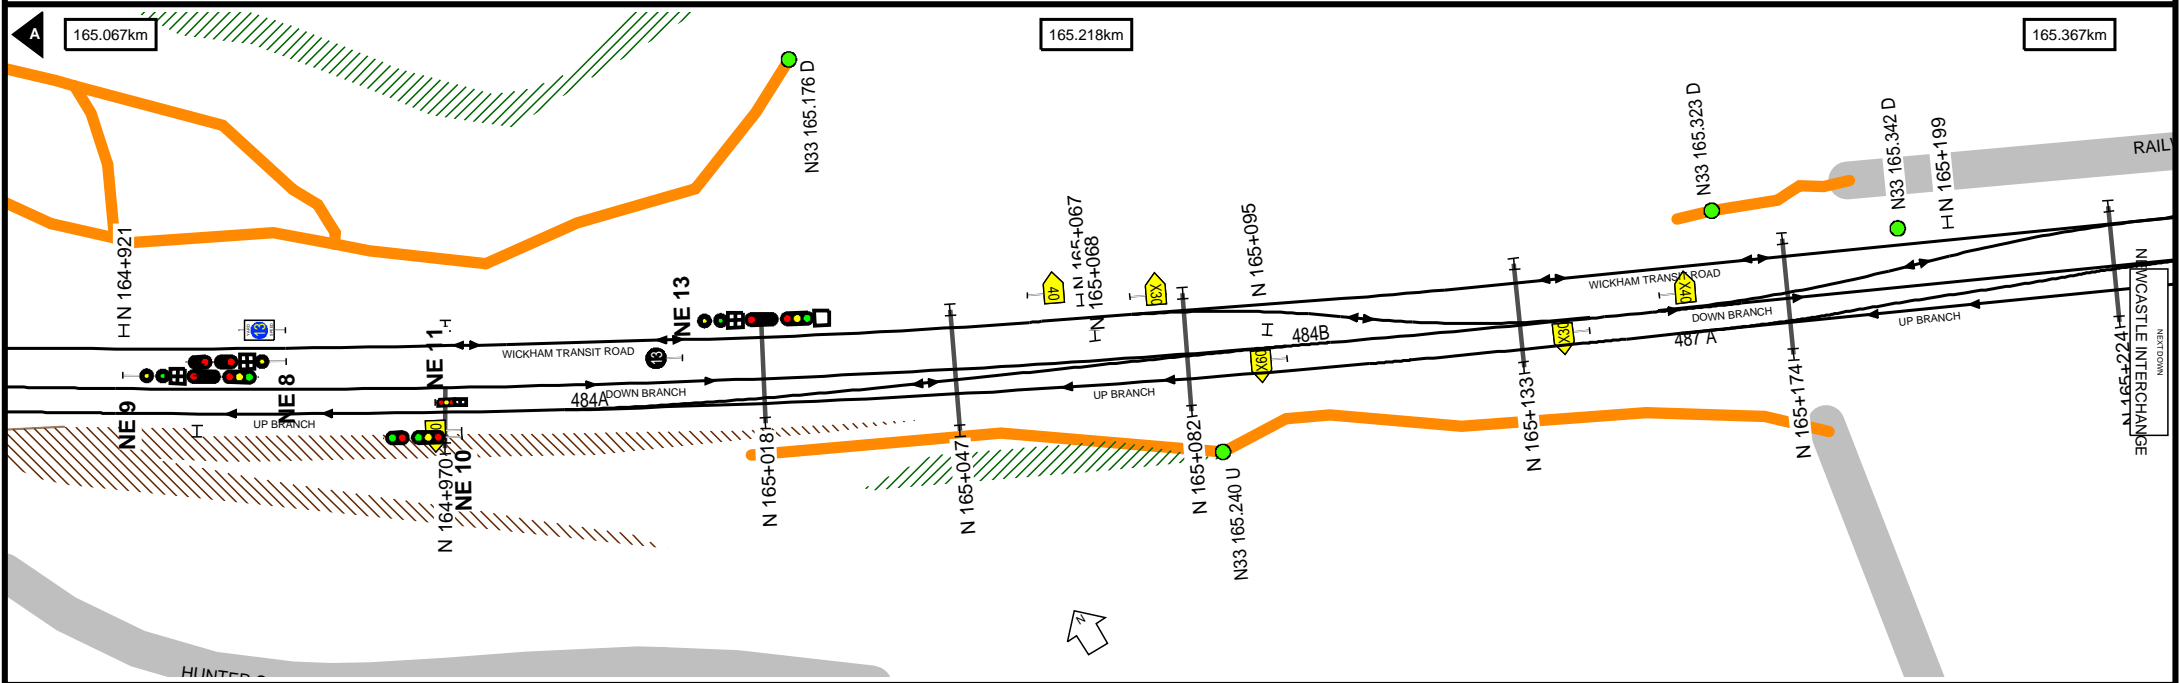 A
165.067km
165.218km
165.367km
N33 165.176 D
N33 165.323 D
N33 165.342 D
N 165+199
N 164+921
N 165+067
N 165+068
N 165+095
40
X30
X40
13
NE 11
NE 13
13
WICKHAM TRANSIT ROAD
WICKHAM TRANSIT ROAD
DOWN BRANCH
DOWN BRANCH
484A
484B
487 A
X30
UP BRANCH
UP BRANCH
UP BRANCH
NE 9
NE 8
NE 10
N 164+970
N 165+018
N 165+047
N 165+082
N33 165.240 U
N 165+133
N 165+174
N 165+224
NEWCASTLE INTERCHANGE
NEXT DOWN
N